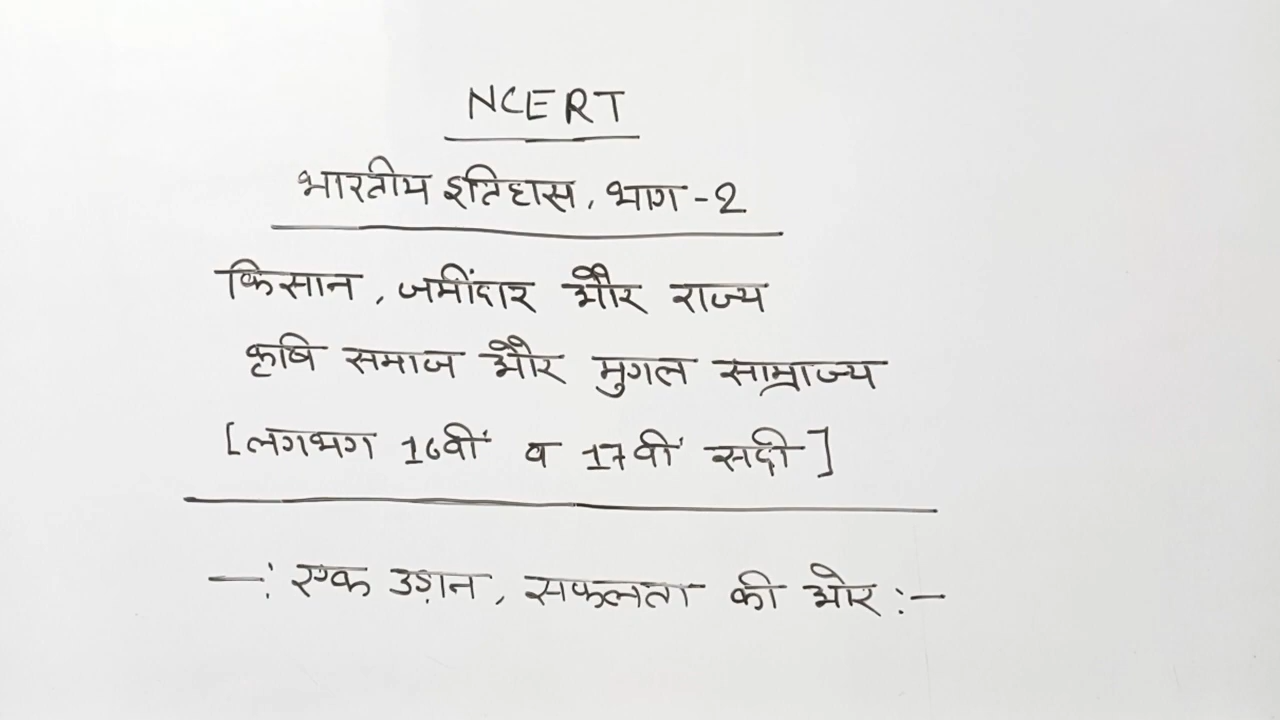 NCERT
भारतीय इतिहास, भाग-2
किसान, जमींदार और राज्य
कृषि समाज और मुगल साम्राज्य
[लगभग 16वीं व 17वीं सदी]
—: एक उड़ान, सफलता की ओर :—